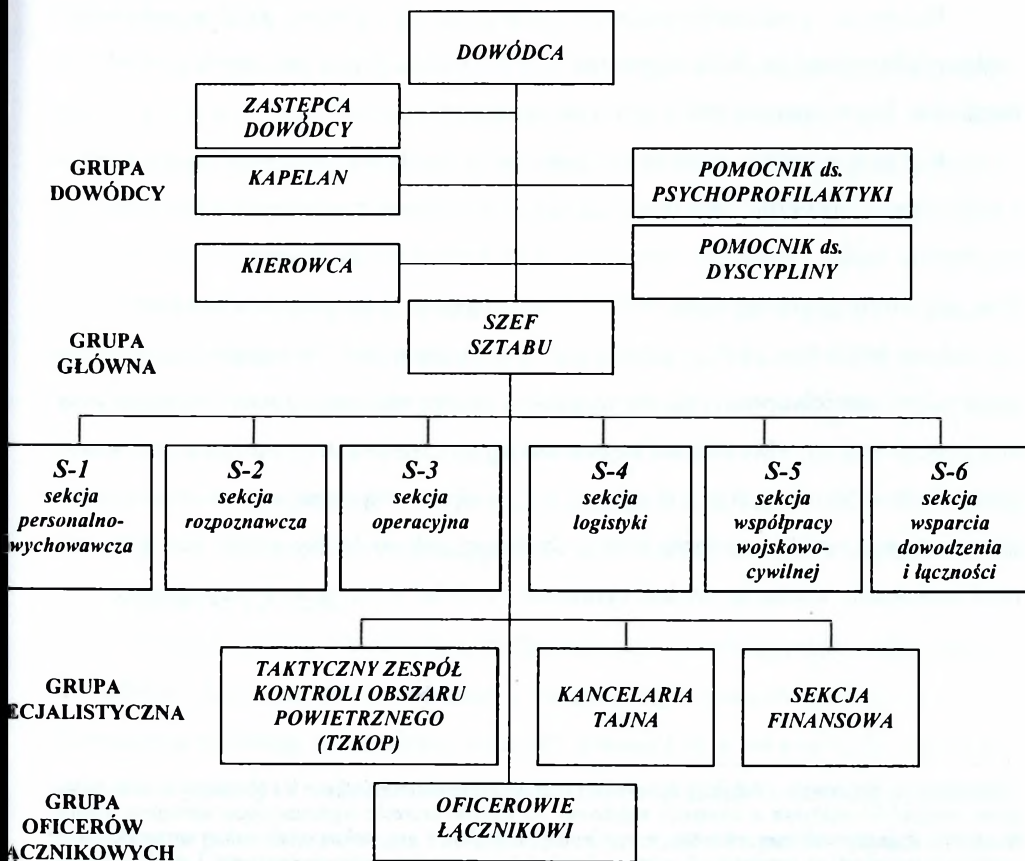 DOWÓDCA
ZASTĘPCA
DOWÓDCY
GRUPA
DOWÓDCY
KAPELAN
POMOCNIK ds.
PSYCHOPROFILAKTYKI
KIEROWCA
POMOCNIK ds.
DYSCYPLINY
GRUPA
GŁÓWNA
SZEF
SZTABU
S-1
sekcja
personalno-
wychowawcza
S-2
sekcja
rozpoznawcza
S-3
sekcja
operacyjna
S-4
sekcja
logistyki
S-5
sekcja
współpracy
wojskowo-
cywilnej
S-6
sekcja
wsparcia
dowodzenia
i łączności
GRUPA
ECJALISTYCZNA
TAKTYCZNY ZESPÓŁ
KONTROLI OBSZARU
POWIETRZNEGO
(TZKOP)
KANCELARIA
TAJNA
SEKCJA
FINANSOWA
GRUPA
OFICERÓW
ĄCZNIKOWYCH
OFICEROWIE
ŁĄCZNIKOWI